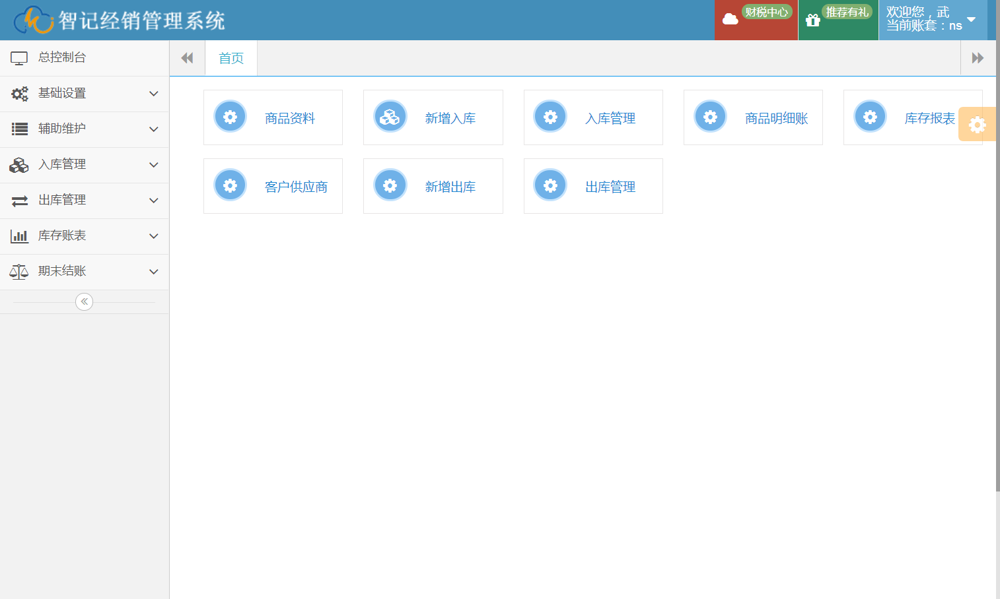 智记经销管理系统
财税中心
推荐有礼
欢迎您，武
当前账套：ns
总控制台
基础设置
辅助维护
入库管理
出库管理
库存账表
期末结账
首页
商品资料
新增入库
入库管理
商品明细账
库存报表
客户供应商
新增出库
出库管理